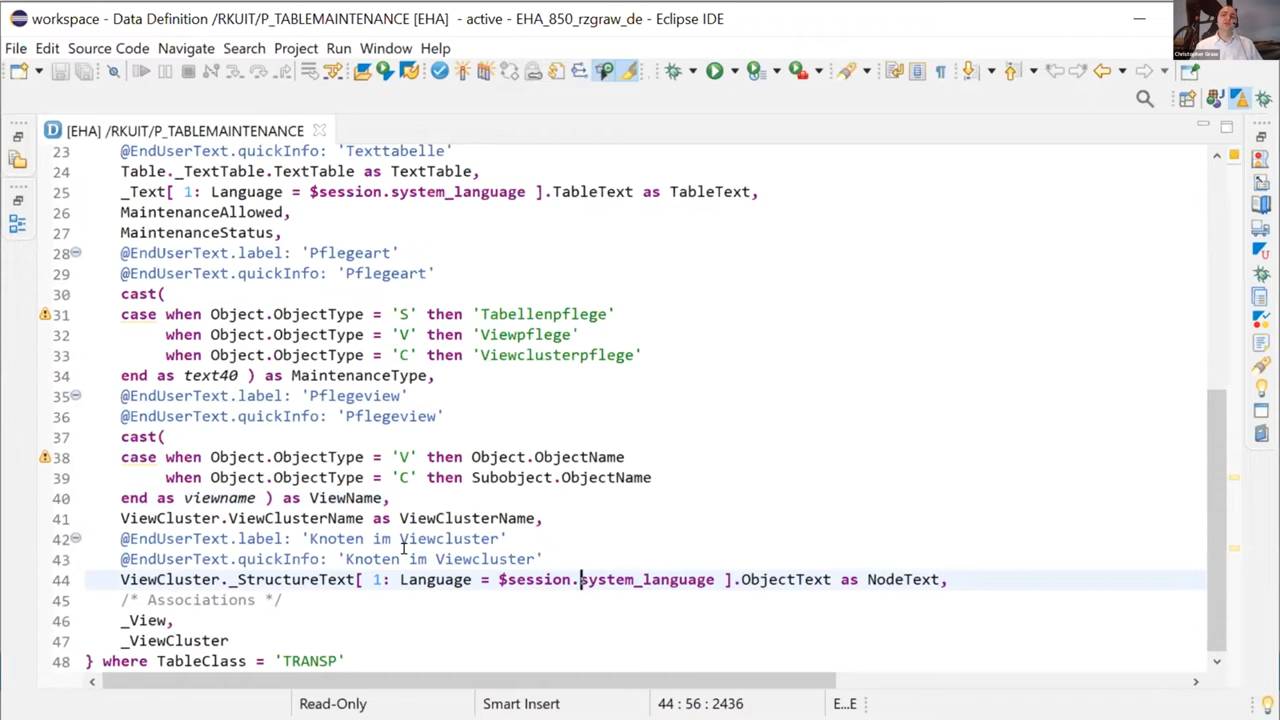 workspace - Data Definition /RKUIT/P_TABLEMAINTENANCE [EHA] - active - EHA_850_rzgraw_de - Eclipse IDE
File Edit Source Code Navigate Search Project Run Window Help
[EHA] /RKUIT/P_TABLEMAINTENANCE
23 @EndUserText.quickInfo: 'Texttabelle'
24 Table._TextTable.TextTable as TextTable,
25 _Text[ 1: Language = $session.system_language ].TableText as TableText,
26 MaintenanceAllowed,
27 MaintenanceStatus,
28 @EndUserText.label: 'Pflegeart'
29 @EndUserText.quickInfo: 'Pflegeart'
30 cast(
31 case when Object.ObjectType = 'S' then 'Tabellenpflege'
32 when Object.ObjectType = 'V' then 'Viewpflege'
33 when Object.ObjectType = 'C' then 'Viewclusterpflege'
34 end as text40 ) as MaintenanceType,
35 @EndUserText.label: 'Pflegeview'
36 @EndUserText.quickInfo: 'Pflegeview'
37 cast(
38 case when Object.ObjectType = 'V' then Object.ObjectName
39 when Object.ObjectType = 'C' then Subobject.ObjectName
40 end as viewname ) as ViewName,
41 ViewCluster.ViewClusterName as ViewClusterName,
42 @EndUserText.label: 'Knoten im Viewcluster'
43 @EndUserText.quickInfo: 'Knoten im Viewcluster'
44 ViewCluster._StructureText[ 1: Language = $session.system_language ].ObjectText as NodeText,
45 /* Associations */
46 _View,
47 _ViewCluster
48 } where TableClass = 'TRANSP'
Read-Only Smart Insert 44 : 56 : 2436 E...E